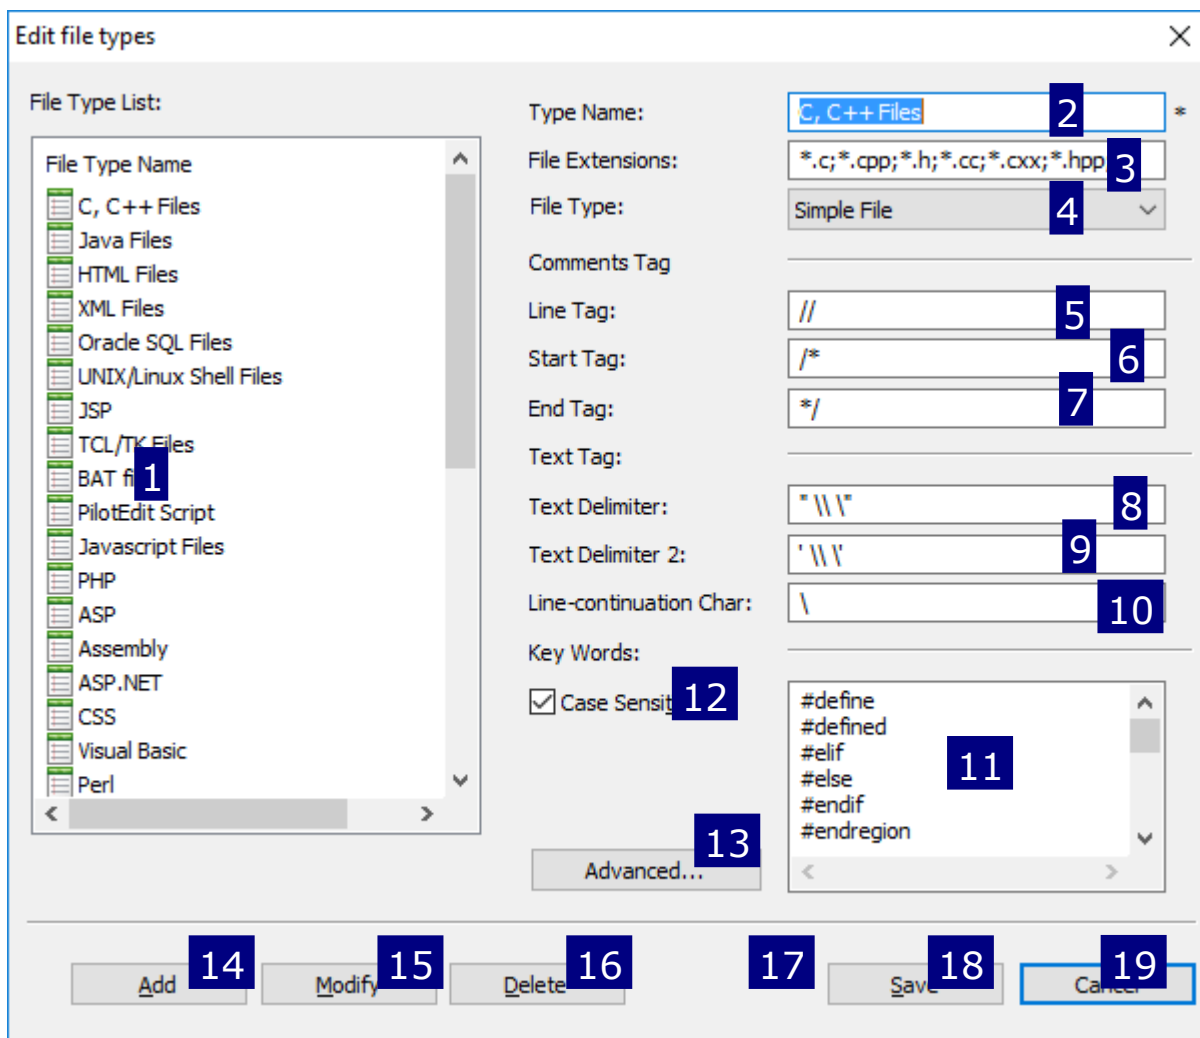 Edit file types
File Type List:
File Type Name
C, C++ Files
Java Files
HTML Files
XML Files
Oracle SQL Files
UNIX/Linux Shell Files
JSP
TCL/TK Files
BAT
1
PilotEdit Script
Javascript Files
PHP
ASP
Assembly
ASP.NET
CSS
Visual Basic
Perl
Type Name:
C, C++ Files
2
*
File Extensions:
*.c;*.cpp;*.h;*.cc;*.cxx;*.hpp;
3
File Type:
Simple File
4
Comments Tag
Line Tag:
//
5
Start Tag:
/*
6
End Tag:
*/
7
Text Tag:
Text Delimiter:
" \\ \"
8
Text Delimiter 2:
' \\ \'
9
Line-continuation Char:
\
10
Key Words:
Case
12
#define
#defined
#elif
#else
#endif
#endregion
11
Advanced...
13
Add
14
Modify
15
Delete
16
17
Save
18
Cancel
19